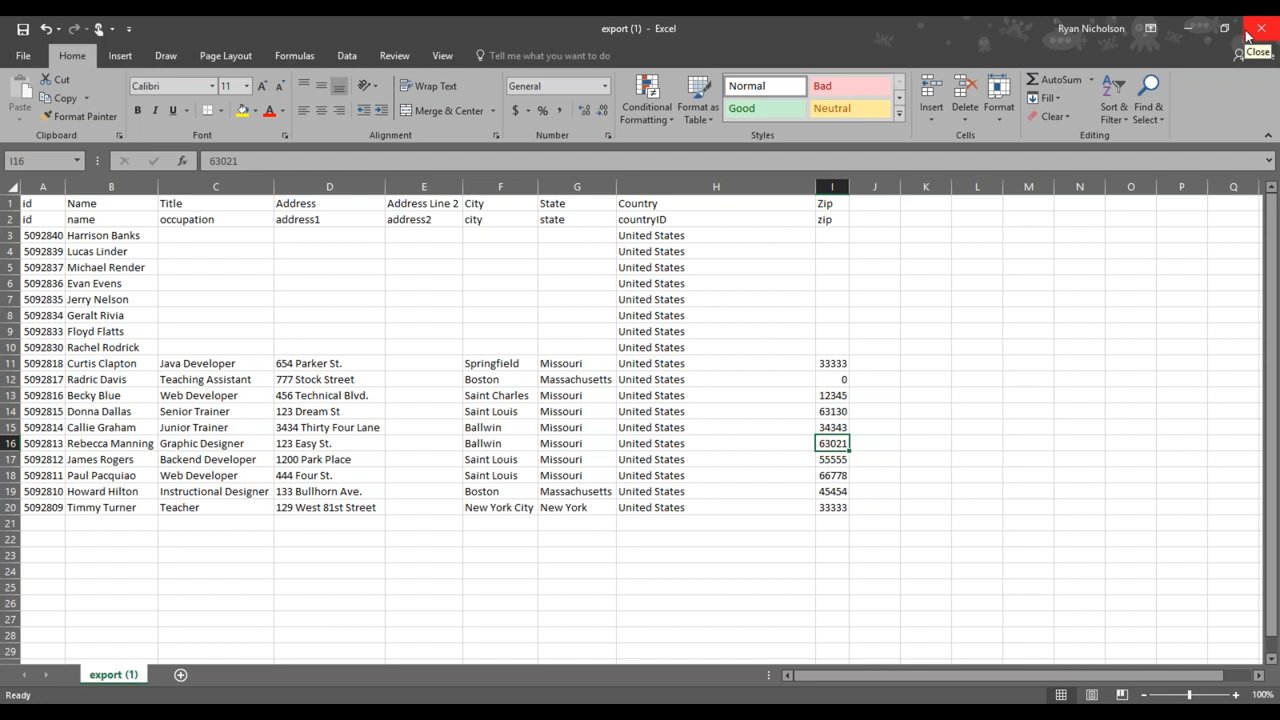 export (1) - Excel
Ryan Nicholson
Close
File Home Insert Draw Page Layout Formulas Data Review View Tell me what you want to do
Paste
Cut
Copy
Format Painter
Clipboard
Calibri 11
B I U
Font
Wrap Text
Merge & Center
Alignment
General
$ % ,
Number
Conditional Formatting
Format as Table
Normal Bad
Good Neutral
Styles
Insert Delete Format
Cells
AutoSum
Fill
Clear
Sort & Filter
Find & Select
Editing
I16 fx 63021
A B C D E F G H I J K L M N O P Q
1 id Name Title Address Address Line 2 City State Country Zip
2 id name occupation address1 address2 city state countryID zip
3 5092840 Harrison Banks United States
4 5092839 Lucas Linder United States
5 5092837 Michael Render United States
6 5092836 Evan Evens United States
7 5092835 Jerry Nelson United States
8 5092834 Geralt Rivia United States
9 5092833 Floyd Flatts United States
10 5092830 Rachel Rodrick United States
11 5092818 Curtis Clapton Java Developer 654 Parker St. Springfield Missouri United States 33333
12 5092817 Radric Davis Teaching Assistant 777 Stock Street Boston Massachusetts United States 0
13 5092816 Becky Blue Web Developer 456 Technical Blvd. Saint Charles Missouri United States 12345
14 5092815 Donna Dallas Senior Trainer 123 Dream St Saint Louis Missouri United States 63130
15 5092814 Callie Graham Junior Trainer 3434 Thirty Four Lane Ballwin Missouri United States 34343
16 5092813 Rebecca Manning Graphic Designer 123 Easy St. Ballwin Missouri United States 63021
17 5092812 James Rogers Backend Developer 1200 Park Place Saint Louis Missouri United States 55555
18 5092811 Paul Pacquiao Web Developer 444 Four St. Saint Louis Missouri United States 66778
19 5092810 Howard Hilton Instructional Designer 133 Bullhorn Ave. Boston Massachusetts United States 45454
20 5092809 Timmy Turner Teacher 129 West 81st Street New York City New York United States 33333
21
22
23
24
25
26
27
28
29
export (1)
Ready
100%